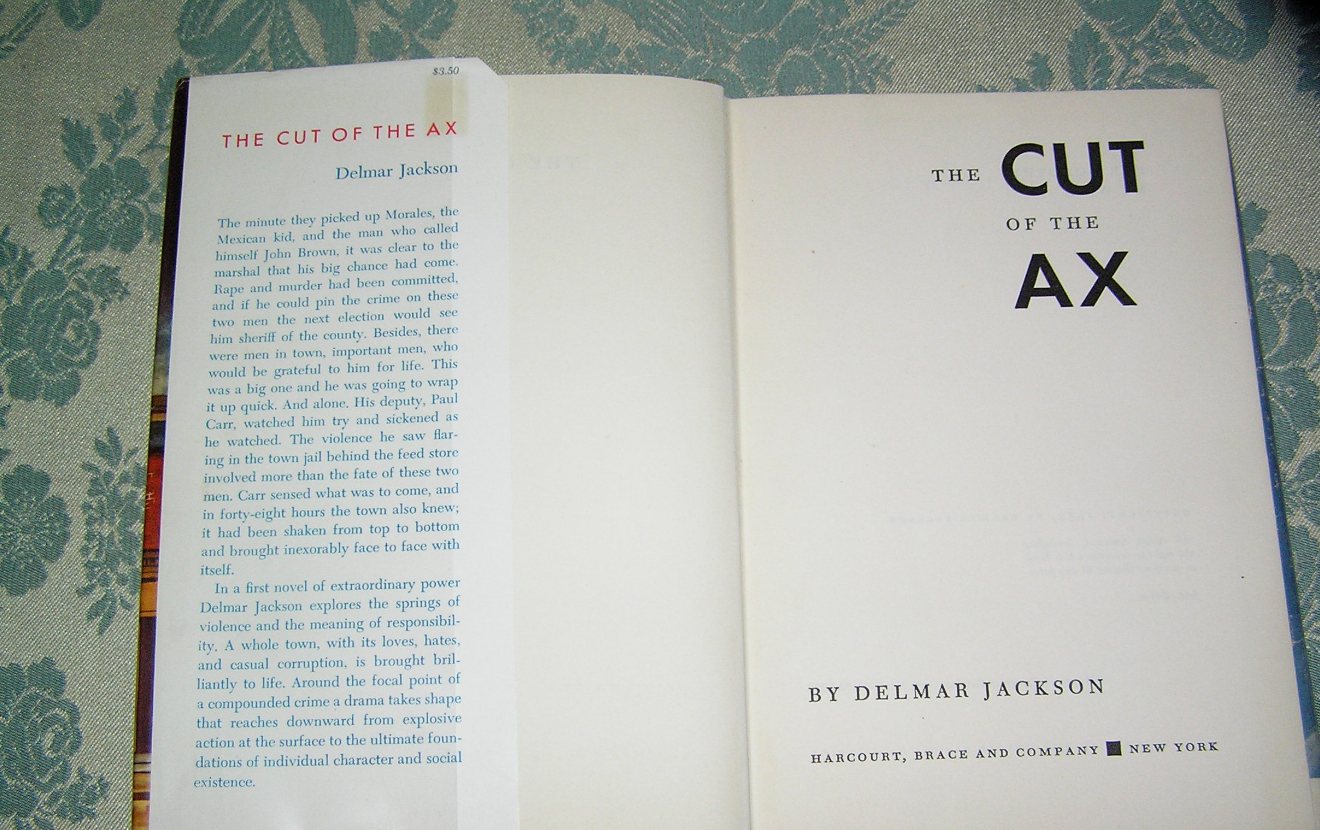 $3.50
THE CUT OF THE AX
Delmar Jackson
The minute they picked up Morales, the
Mexican kid, and the man who called
himself John Brown, it was clear to the
marshal that his big chance had come.
Rape and murder had been committed,
and if he could pin the crime on these
two men the next election would see
him sheriff of the county. Besides, there
were men in town, important men, who
would be grateful to him for life. This
was a big one and he was going to wrap
it up quick. And alone. His deputy, Paul
Carr, watched him try and sickened as
he watched. The violence he saw flar-
ing in the town jail behind the feed store
involved more than the fate of these two
men. Carr sensed what was to come, and
in forty-eight hours the town also knew;
it had been shaken from top to bottom
and brought inexorably face to face with
itself.
In a first novel of extraordinary power
Delmar Jackson explores the springs of
violence and the meaning of responsibil-
ity. A whole town, with its loves, hates,
and casual corruption, is brought bril-
liantly to life. Around the focal point of
a compounded crime a drama takes shape
that reaches downward from explosive
action at the surface to the ultimate foun-
dations of individual character and social
existence.
THE CUT
OF THE
AX
BY DELMAR JACKSON
HARCOURT, BRACE AND COMPANY ■ NEW YORK